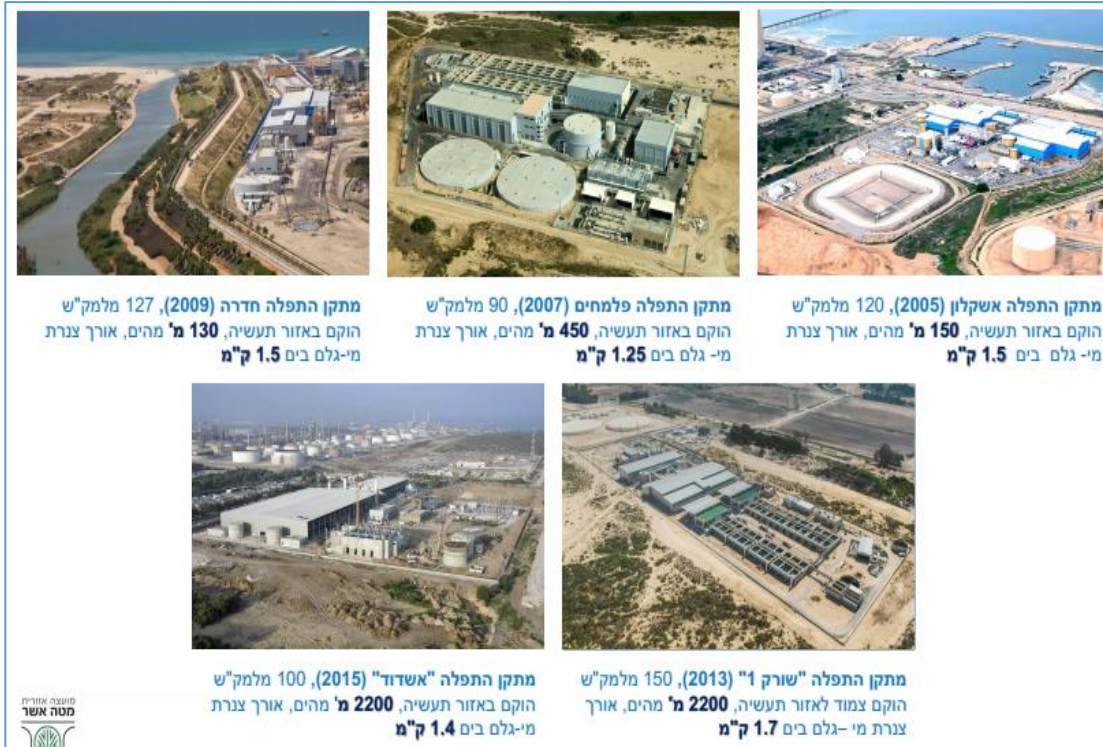 מתקן התפלה אשקלון (2005), 120 מלמק"ש
הוקם באזור תעשיה, 150 מ' מהים, אורך צנרת
מי- גלם בים 1.5 ק"מ
מתקן התפלה פלמחים (2007), 90 מלמק"ש
הוקם באזור תעשיה, 450 מ' מהים, אורך צנרת
מי- גלם בים 1.25 ק"מ
מתקן התפלה חדרה (2009), 127 מלמק"ש
הוקם באזור תעשיה, 130 מ' מהים, אורך צנרת
מי-גלם בים 1.5 ק"מ
מתקן התפלה "שורק 1" (2013), 150 מלמק"ש
הוקם צמוד לאזור תעשיה, 2200 מ' מהים, אורך
צנרת מי –גלם בים 1.7 ק"מ
מתקן התפלה "אשדוד" (2015), 100 מלמק"ש
הוקם באזור תעשיה, 2200 מ' מהים, אורך צנרת
מי-גלם בים 1.4 ק"מ
מועצה אזורית
מטה אשר